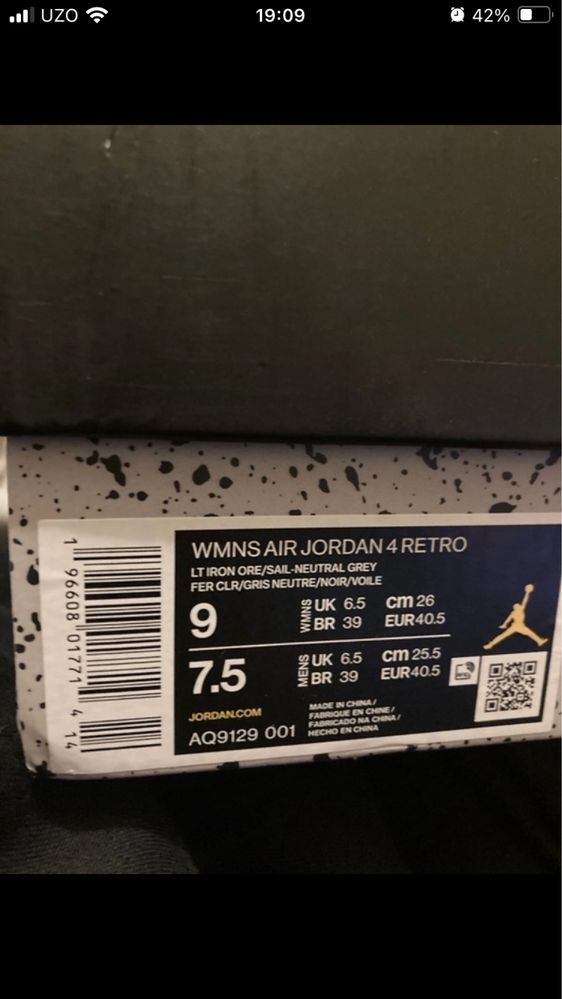 UZO 19:09 42%
WMNS AIR JORDAN 4 RETRO
LT IRON ORE/SAIL-NEUTRAL GREY
FER CLR/GRIS NEUTRE/NOIR/VOILE
9 WMNS UK 6.5 cm 26
BR 39 EUR 40.5
7.5 MENS UK 6.5 cm 25.5
BR 39 EUR 40.5
JORDAN.COM
AQ9129 001
MADE IN CHINA/
FABRIQUE EN CHINE/
FABRICADO NA CHINA/
HECHO EN CHINA
1 96608 01771 4 14